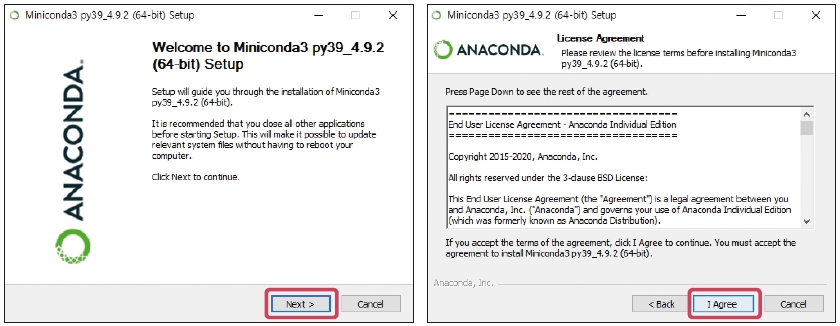 Miniconda3 py39_4.9.2 (64-bit) Setup
ANACONDA.
Welcome to Miniconda3 py39_4.9.2
(64-bit) Setup
Setup will guide you through the installation of Miniconda3
py39_4.9.2 (64-bit).
It is recommended that you close all other applications
before starting Setup. This will make it possible to update
relevant system files without having to reboot your
computer.
Click Next to continue.
Next >
Cancel
Miniconda3 py39_4.9.2 (64-bit) Setup
ANACONDA.
License Agreement
Please review the license terms before installing Miniconda3
py39_4.9.2 (64-bit).
Press Page Down to see the rest of the agreement.
====================================
End User License Agreement - Anaconda Individual Edition
====================================
Copyright 2015-2020, Anaconda, Inc.
All rights reserved under the 3-clause BSD License:
This End User License Agreement (the "Agreement") is a legal agreement between you
and Anaconda, Inc. ("Anaconda") and governs your use of Anaconda Individual Edition
(which was formerly known as Anaconda Distribution).
If you accept the terms of the agreement, click I Agree to continue. You must accept the
agreement to install Miniconda3 py39_4.9.2 (64-bit).
Anaconda, Inc.
< Back
I Agree
Cancel